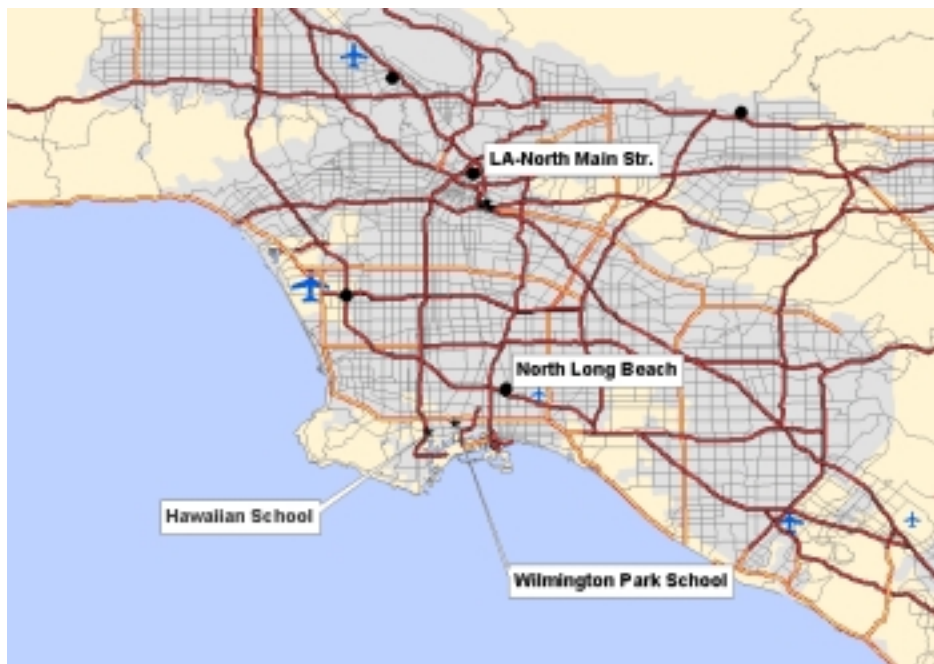 LA-North Main Str.
North Long Beach
Hawaiian School
Wilmington Park School